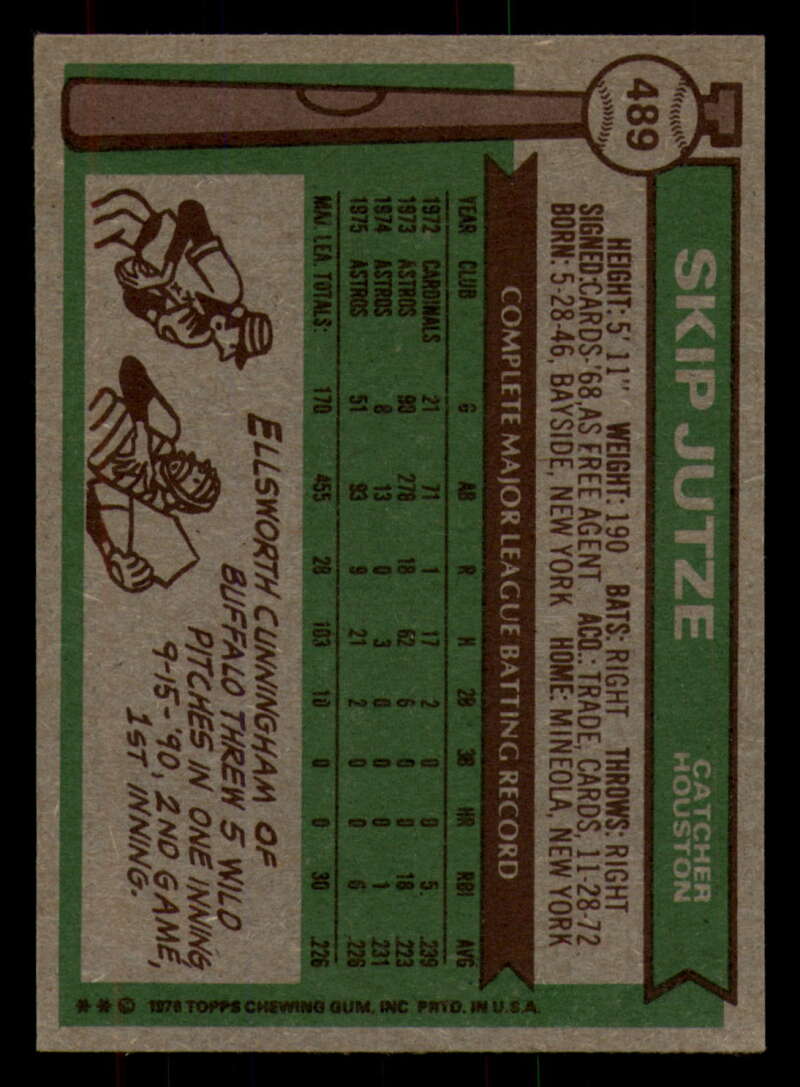 489
SKIP JUTZE
CATCHER
HOUSTON
HEIGHT: 5' 11" WEIGHT: 190 BATS: RIGHT THROWS: RIGHT
SIGNED: CARDS-'68, AS FREE AGENT ACQ.: TRADE, CARDS, 11-28-72
BORN: 5-28-46, BAYSIDE, NEW YORK HOME: MINEOLA, NEW YORK
COMPLETE MAJOR LEAGUE BATTING RECORD
YEAR CLUB G AB R H 2B 3B HR RBI AVG
1972 CARDINALS 21 71 1 17 2 0 0 5. .239
1973 ASTROS 90 278 18 62 6 0 0 18 .223
1974 ASTROS 8 13 0 3 0 0 0 1 .231
1975 ASTROS 51 93 9 21 2 0 0 6 .226
MAJ. LEA. TOTALS: 170 455 28 103 10 0 0 30 .226
ELLSWORTH CUNNINGHAM OF
BUFFALO THREW 5 WILD
PITCHES IN ONE INNING
9-15-'90, 2ND GAME,
1ST INNING.
** © 1976 TOPPS CHEWING GUM, INC PRTD. IN U.S.A.